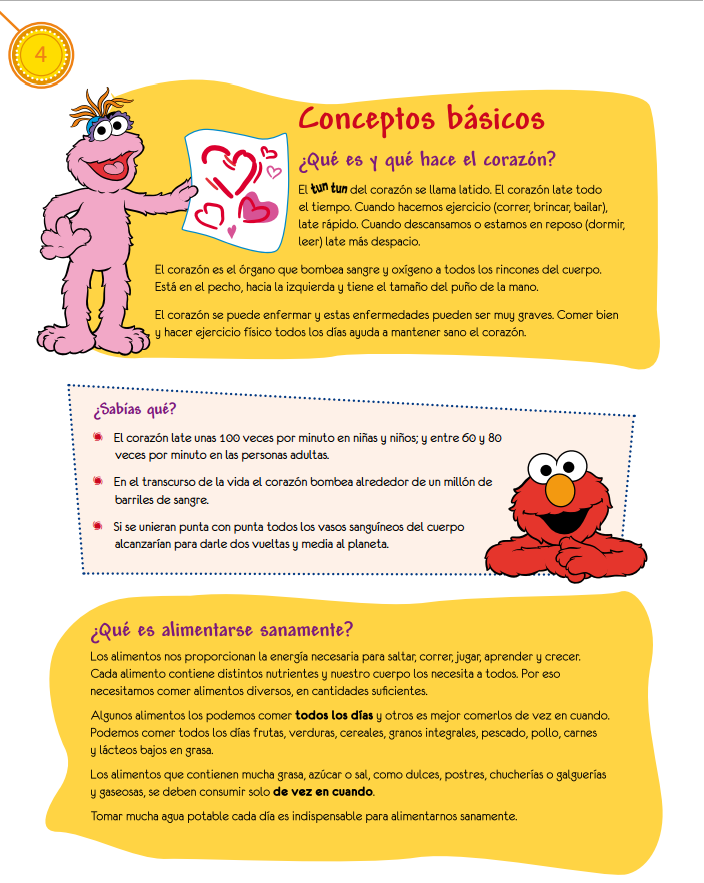 4
Conceptos básicos
¿Qué es y qué hace el corazón?
El tun tun del corazón se llama latido. El corazón late todo
el tiempo. Cuando hacemos ejercicio (correr, brincar, bailar),
late rápido. Cuando descansamos o estamos en reposo (dormir,
leer) late más despacio.
El corazón es el órgano que bombea sangre y oxígeno a todos los rincones del cuerpo.
Está en el pecho, hacia la izquierda y tiene el tamaño del puño de la mano.
El corazón se puede enfermar y estas enfermedades pueden ser muy graves. Comer bien
y hacer ejercicio físico todos los días ayuda a mantener sano el corazón.
¿Sabías qué?
El corazón late unas 100 veces por minuto en niñas y niños; y entre 60 y 80
veces por minuto en las personas adultas.
En el transcurso de la vida el corazón bombea alrededor de un millón de
barriles de sangre.
Si se unieran punta con punta todos los vasos sanguíneos del cuerpo
alcanzarían para darle dos vueltas y media al planeta.
¿Qué es alimentarse sanamente?
Los alimentos nos proporcionan la energía necesaria para saltar, correr, jugar, aprender y crecer.
Cada alimento contiene distintos nutrientes y nuestro cuerpo los necesita a todos. Por eso
necesitamos comer alimentos diversos, en cantidades suficientes.
Algunos alimentos los podemos comer todos los días y otros es mejor comerlos de vez en cuando.
Podemos comer todos los días frutas, verduras, cereales, granos integrales, pescado, pollo, carnes
y lácteos bajos en grasa.
Los alimentos que contienen mucha grasa, azúcar o sal, como dulces, postres, chucherías o galguerías
y gaseosas, se deben consumir solo de vez en cuando.
Tomar mucha agua potable cada día es indispensable para alimentarnos sanamente.